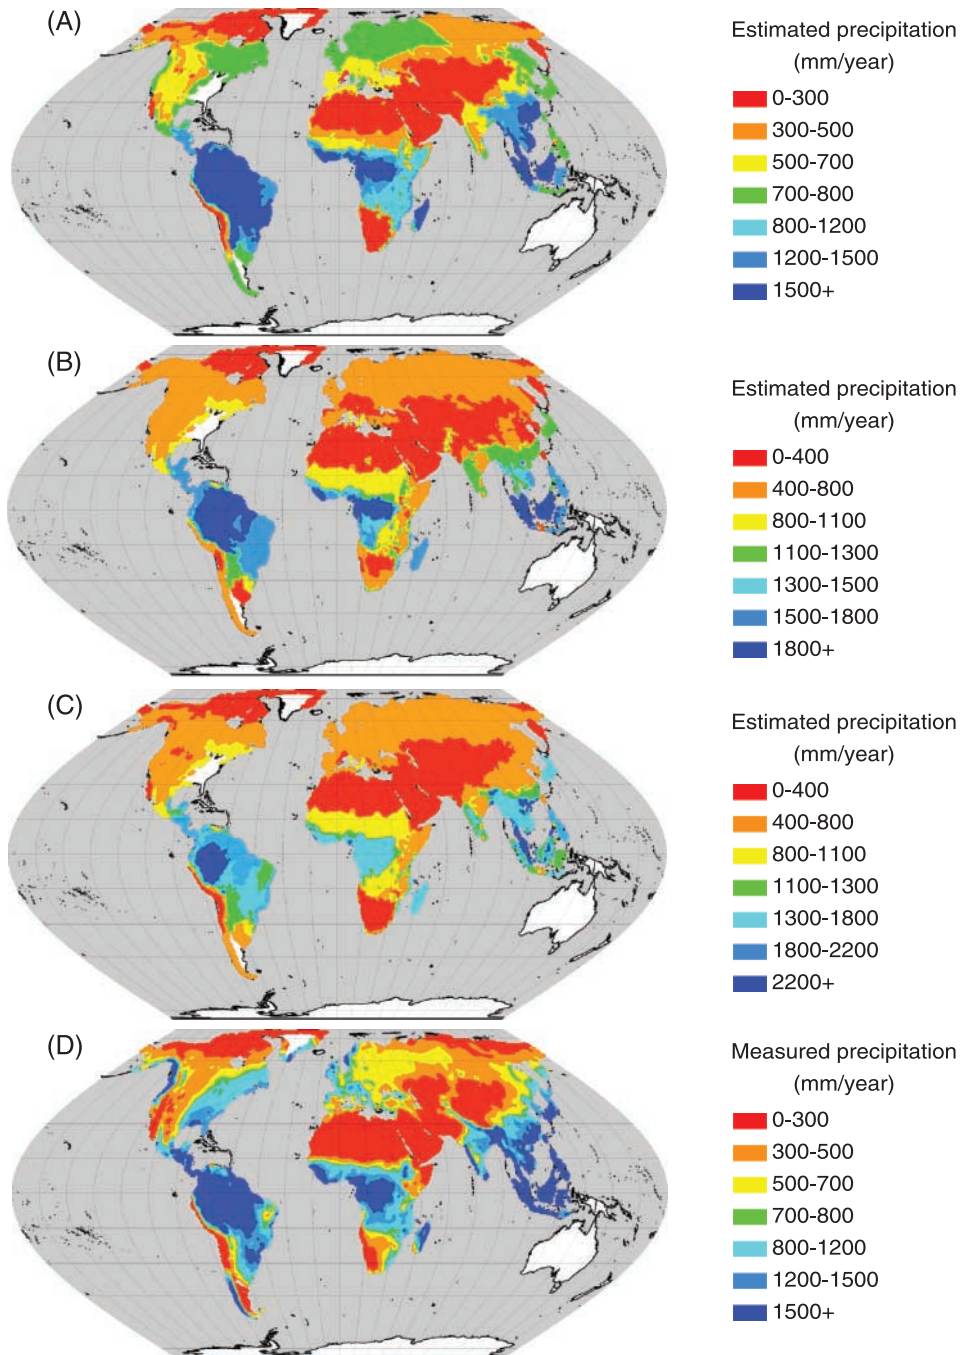 (A)
Estimated precipitation
(mm/year)
0-300
300-500
500-700
700-800
800-1200
1200-1500
1500+
(B)
Estimated precipitation
(mm/year)
0-400
400-800
800-1100
1100-1300
1300-1500
1500-1800
1800+
(C)
Estimated precipitation
(mm/year)
0-400
400-800
800-1100
1100-1300
1300-1800
1800-2200
2200+
(D)
Measured precipitation
(mm/year)
0-300
300-500
500-700
700-800
800-1200
1200-1500
1500+